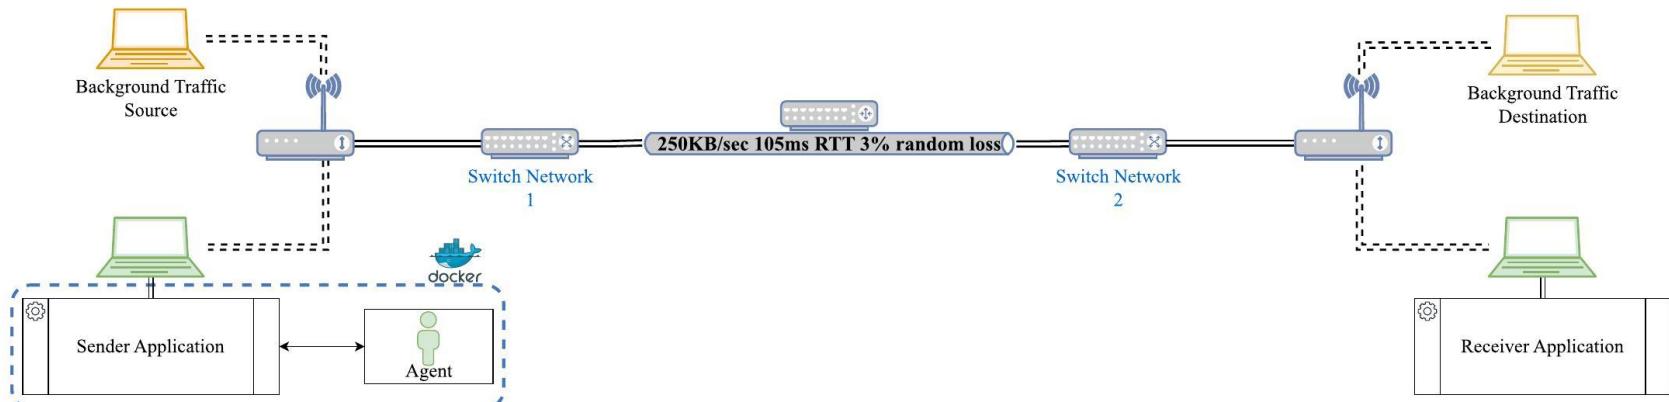 Background Traffic
Source
250KB/sec 105ms RTT 3% random loss
Background Traffic
Destination
Switch Network
1
Switch Network
2
docker
Sender Application
Agent
Receiver Application